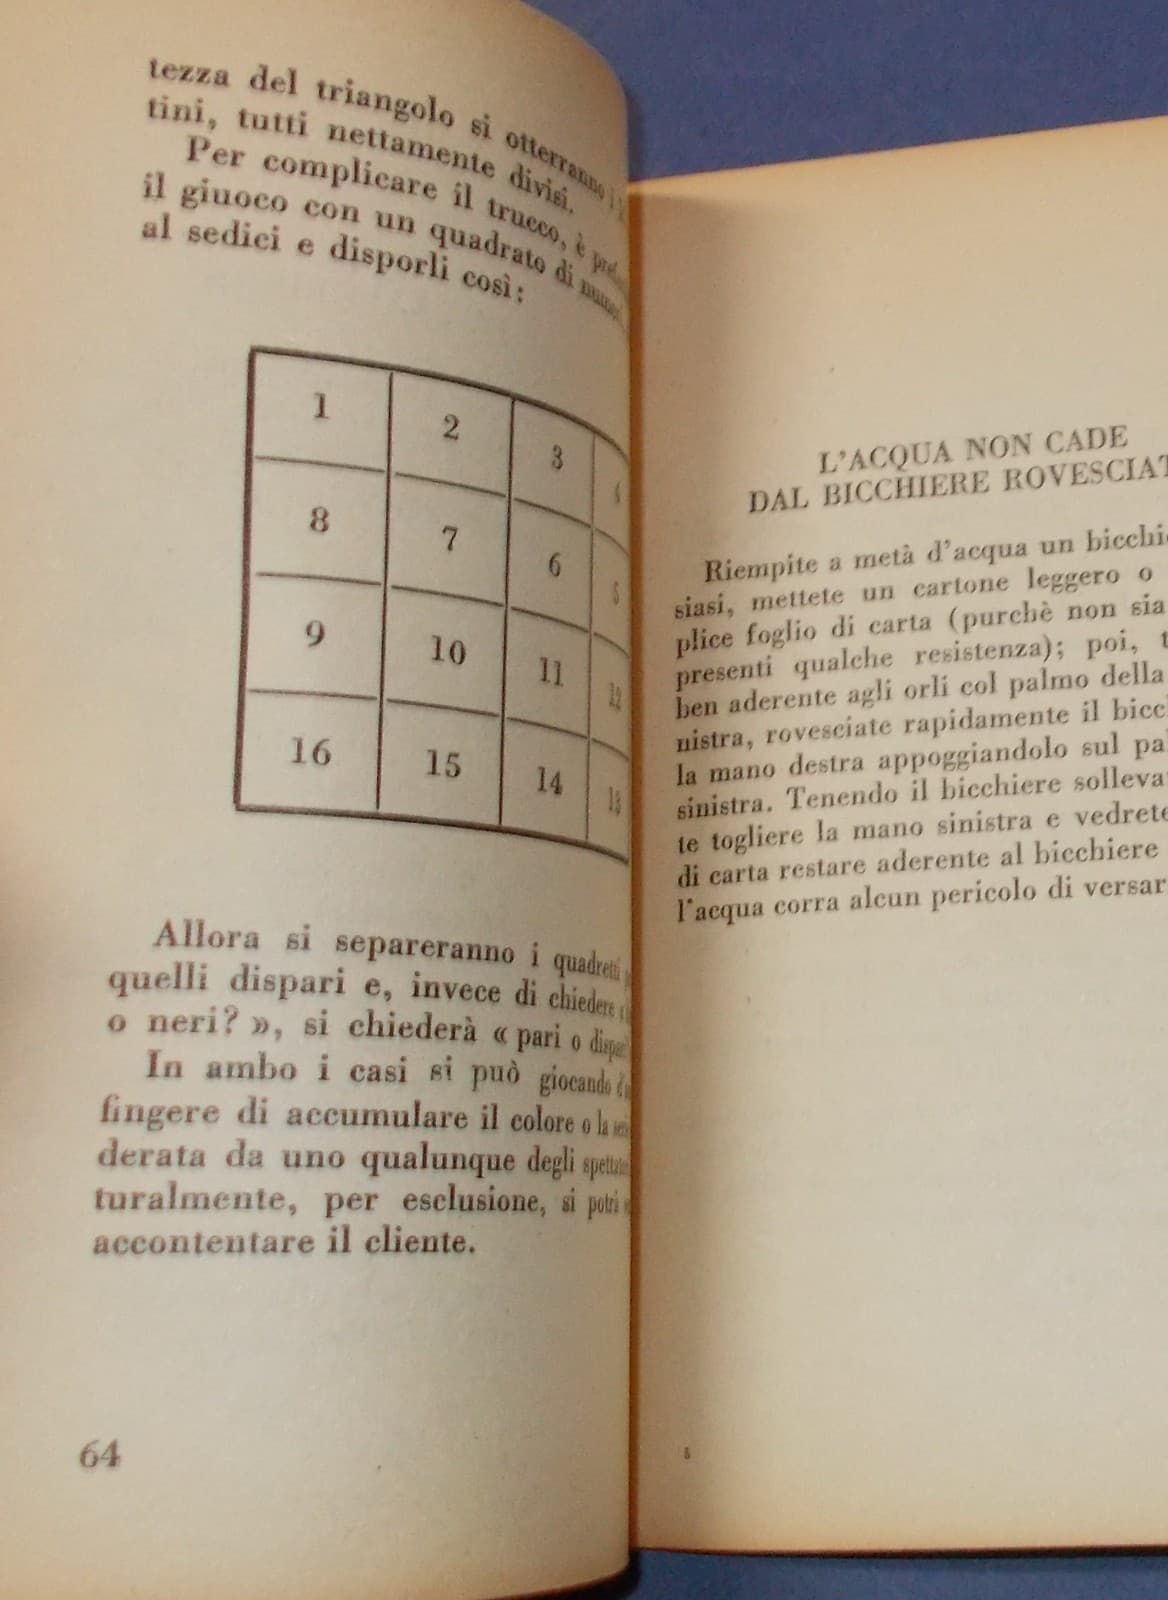 tezza del triangolo si otterranno i
tini, tutti nettamente divisi.
Per complicare il trucco, è
il giuoco con un quadrato di
al sedici e disporli così:
1 2 3 4
8 7 6 5
9 10 11 12
16 15 14 13
Allora si separeranno i quadretti
quelli dispari e, invece di chiedere
o neri? », si chiederà « pari o
In ambo i casi si può giocando
fingere di accumulare il colore o la
derata da uno qualunque degli
turalmente, per esclusione, si potrà
accontentare il cliente.
64
L'ACQUA NON CADE
DAL BICCHIERE ROVESCIAT
Riempite a metà d'acqua un bicchi
siasi, mettete un cartone leggero o
plice foglio di carta (purchè non sia
presenti qualche resistenza); poi, t
ben aderente agli orli col palmo della
nistra, rovesciate rapidamente il bicc
la mano destra appoggiandolo sul pa
sinistra. Tenendo il bicchiere solleva
te togliere la mano sinistra e vedrete
di carta restare aderente al bicchiere
l'acqua corra alcun pericolo di versar
5